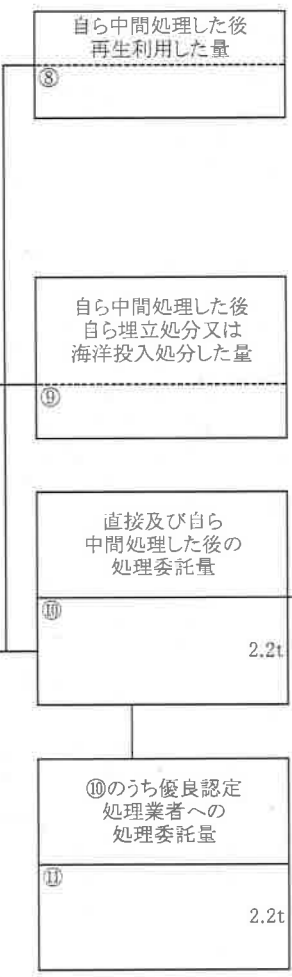 自ら中間処理した後
再生利用した量
⑧
自ら中間処理した後
自ら埋立処分又は
海洋投入処分した量
⑨
直接及び自ら
中間処理した後の
処理委託量
⑩
2.2t
⑩のうち優良認定
処理業者への
処理委託量
⑪
2.2t